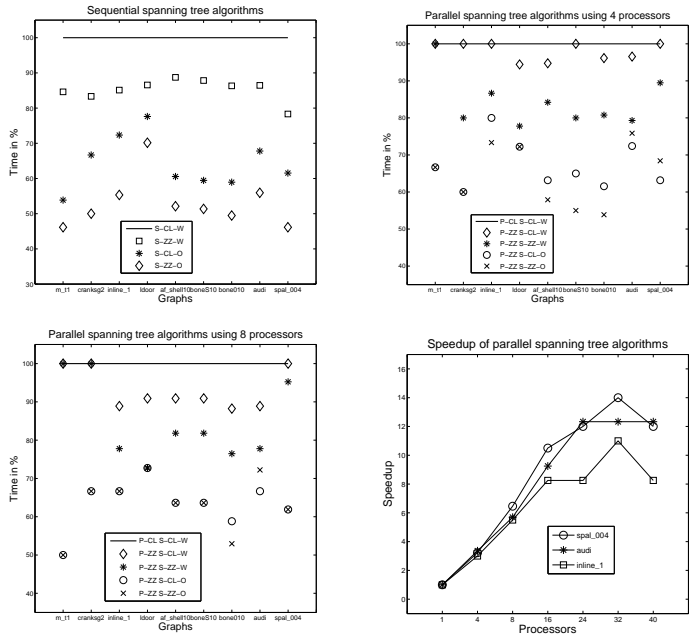 Sequential spanning tree algorithms
100
90
80
70
60
50
40
30
Time in %
S-CL-W
S-ZZ-W
S-CL-O
S-ZZ-O
m_t1 cranksg2 inline_1 ldoor af_shell10 boneS10 bone010 audi spal_004
Graphs
Parallel spanning tree algorithms using 4 processors
100
90
80
70
60
50
40
Time in %
P-CL S-CL-W
P-ZZ S-CL-W
P-ZZ S-ZZ-W
P-ZZ S-CL-O
P-ZZ S-ZZ-O
m_t1 cranksg2 inline_1 ldoor af_shell10 boneS10 bone010 audi spal_004
Graphs
Parallel spanning tree algorithms using 8 processors
100
90
80
70
60
50
40
Time in %
P-CL S-CL-W
P-ZZ S-CL-W
P-ZZ S-ZZ-W
P-ZZ S-CL-O
P-ZZ S-ZZ-O
m_t1 cranksg2 inline_1 ldoor af_shell10 boneS10 bone010 audi spal_004
Graphs
Speedup of parallel spanning tree algorithms
16
14
12
10
8
6
4
2
0
Speedup
spal_004
audi
inline_1
1 4 8 16 24 32 40
Processors